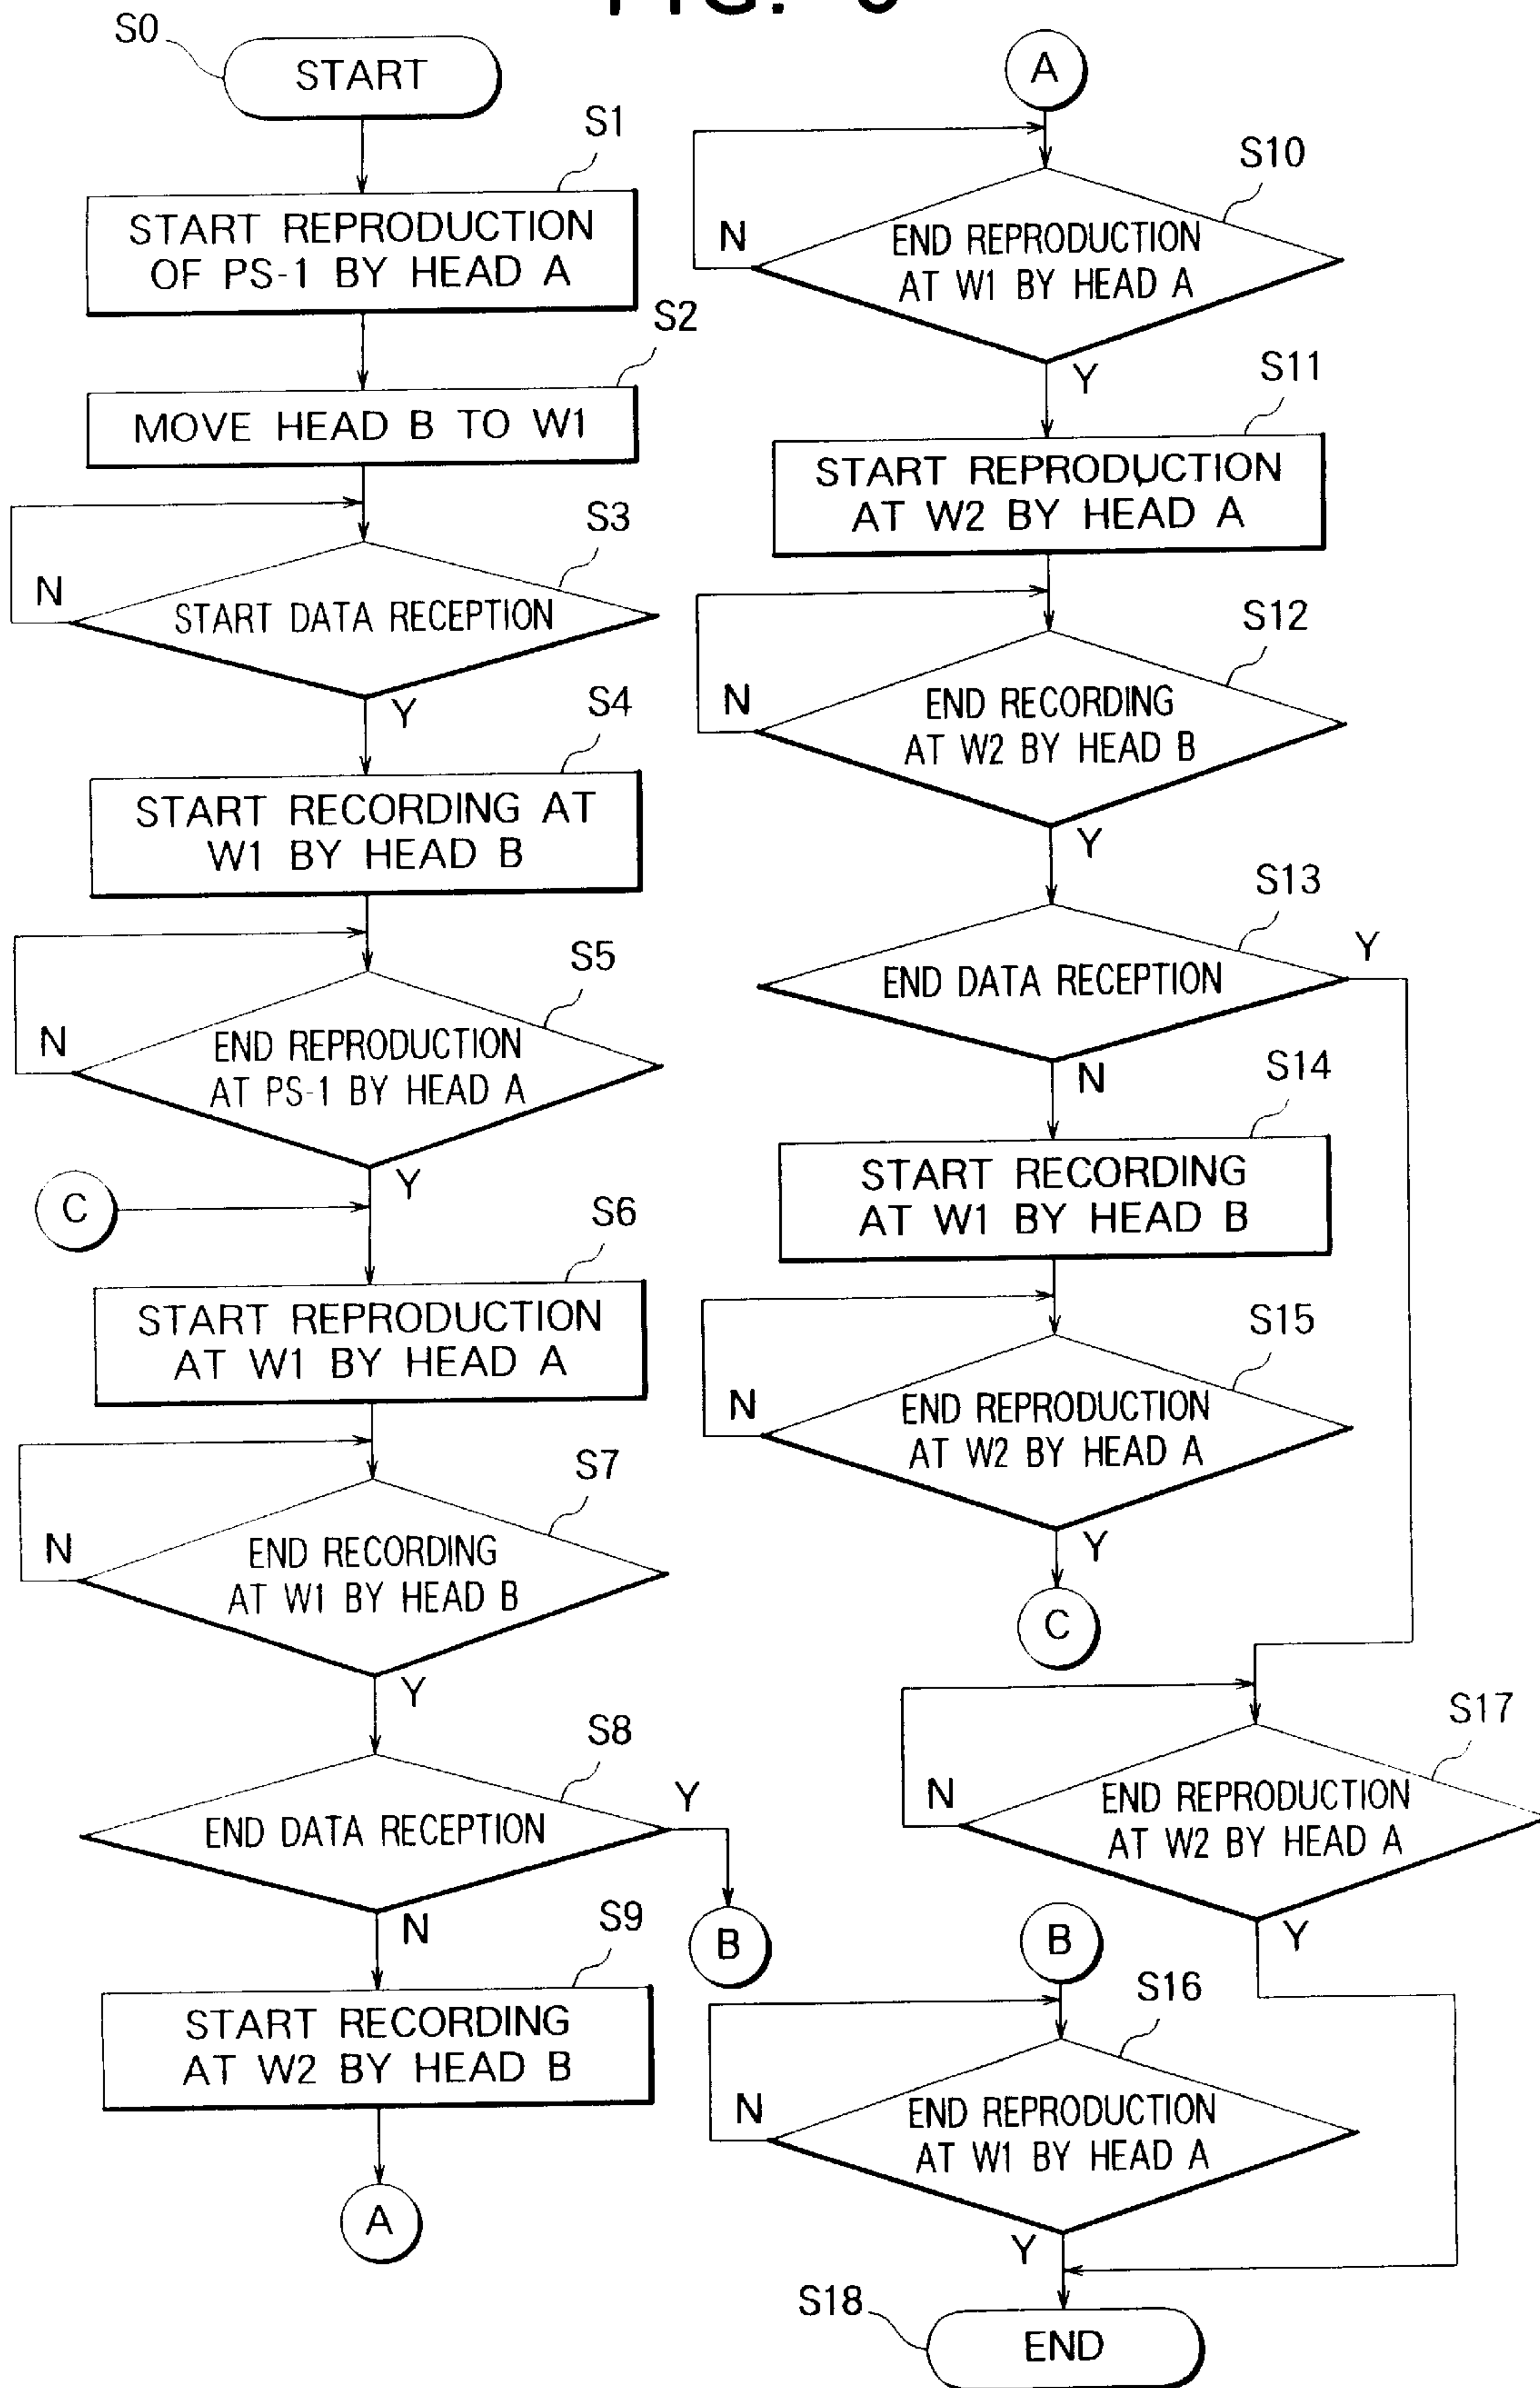 S0
START
S1
START REPRODUCTION
OF PS-1 BY HEAD A
S2
MOVE HEAD B TO W1
S3
N
START DATA RECEPTION
Y
S4
START RECORDING AT
W1 BY HEAD B
S5
N
END REPRODUCTION
AT PS-1 BY HEAD A
Y
C
S6
START REPRODUCTION
AT W1 BY HEAD A
S7
N
END RECORDING
AT W1 BY HEAD B
Y
S8
Y
END DATA RECEPTION
N
B
S9
START RECORDING
AT W2 BY HEAD B
A
A
S10
N
END REPRODUCTION
AT W1 BY HEAD A
Y
S11
START REPRODUCTION
AT W2 BY HEAD A
S12
N
END RECORDING
AT W2 BY HEAD B
Y
S13
Y
END DATA RECEPTION
N
S14
START RECORDING
AT W1 BY HEAD B
S15
N
END REPRODUCTION
AT W2 BY HEAD A
Y
C
S17
N
END REPRODUCTION
AT W2 BY HEAD A
Y
B
S16
N
END REPRODUCTION
AT W1 BY HEAD A
Y
S18
END